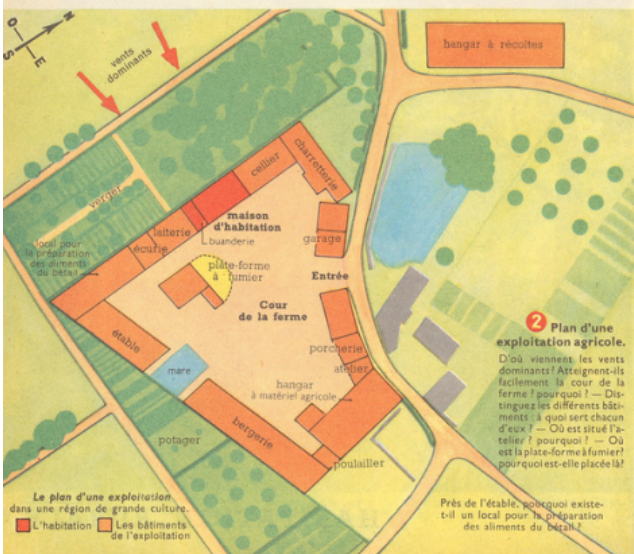 N
O
S
E
vents
dominants
hangar à récoltes
charretterie
cellier
verger
maison
d'habitation
laiterie
buanderie
écurie
garage
local pour
la préparation
des aliments
du bétail
plate-forme
à fumier
Entrée
Cour
de la ferme
étable
mare
porcherie
atelier
hangar
à matériel agricole
bergerie
potager
poulailler
2 Plan d'une
exploitation agricole.
D'où viennent les vents
dominants? Atteignent-ils
facilement la cour de la
ferme? pourquoi? — Dis-
tinguez les différents bâti-
ments : à quoi sert chacun
d'eux? — Où est situé l'a-
telier? pourquoi? — Où
est la plate-forme à fumier?
pourquoi est-elle placée là?
Près de l'étable, pourquoi existe-
t-il un local pour la préparation
des aliments du bétail?
Le plan d'une exploitation
dans une région de grande culture.
L'habitation
Les bâtiments
de l'exploitation